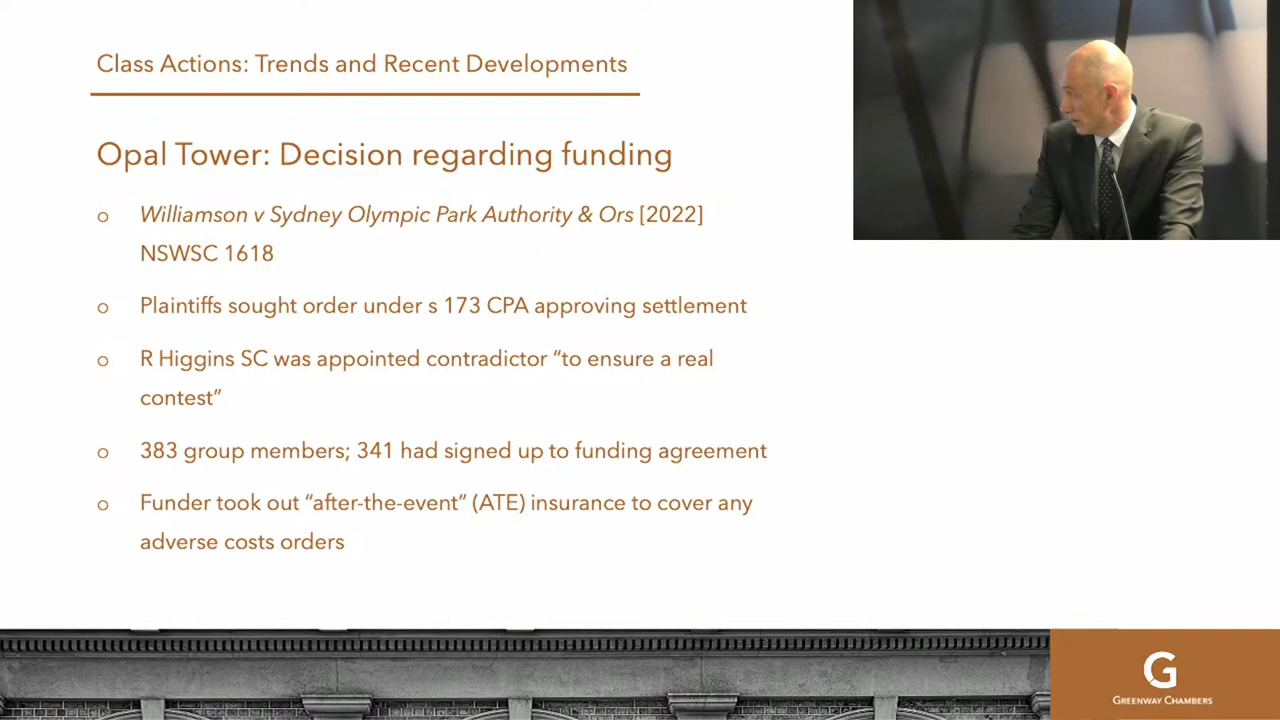 Class Actions: Trends and Recent Developments
Opal Tower: Decision regarding funding
Williamson v Sydney Olympic Park Authority & Ors [2022]
NSWSC 1618
Plaintiffs sought order under s 173 CPA approving settlement
R Higgins SC was appointed contradictor “to ensure a real
contest”
383 group members; 341 had signed up to funding agreement
Funder took out “after-the-event” (ATE) insurance to cover any
adverse costs orders
G
GREENWAY CHAMBERS